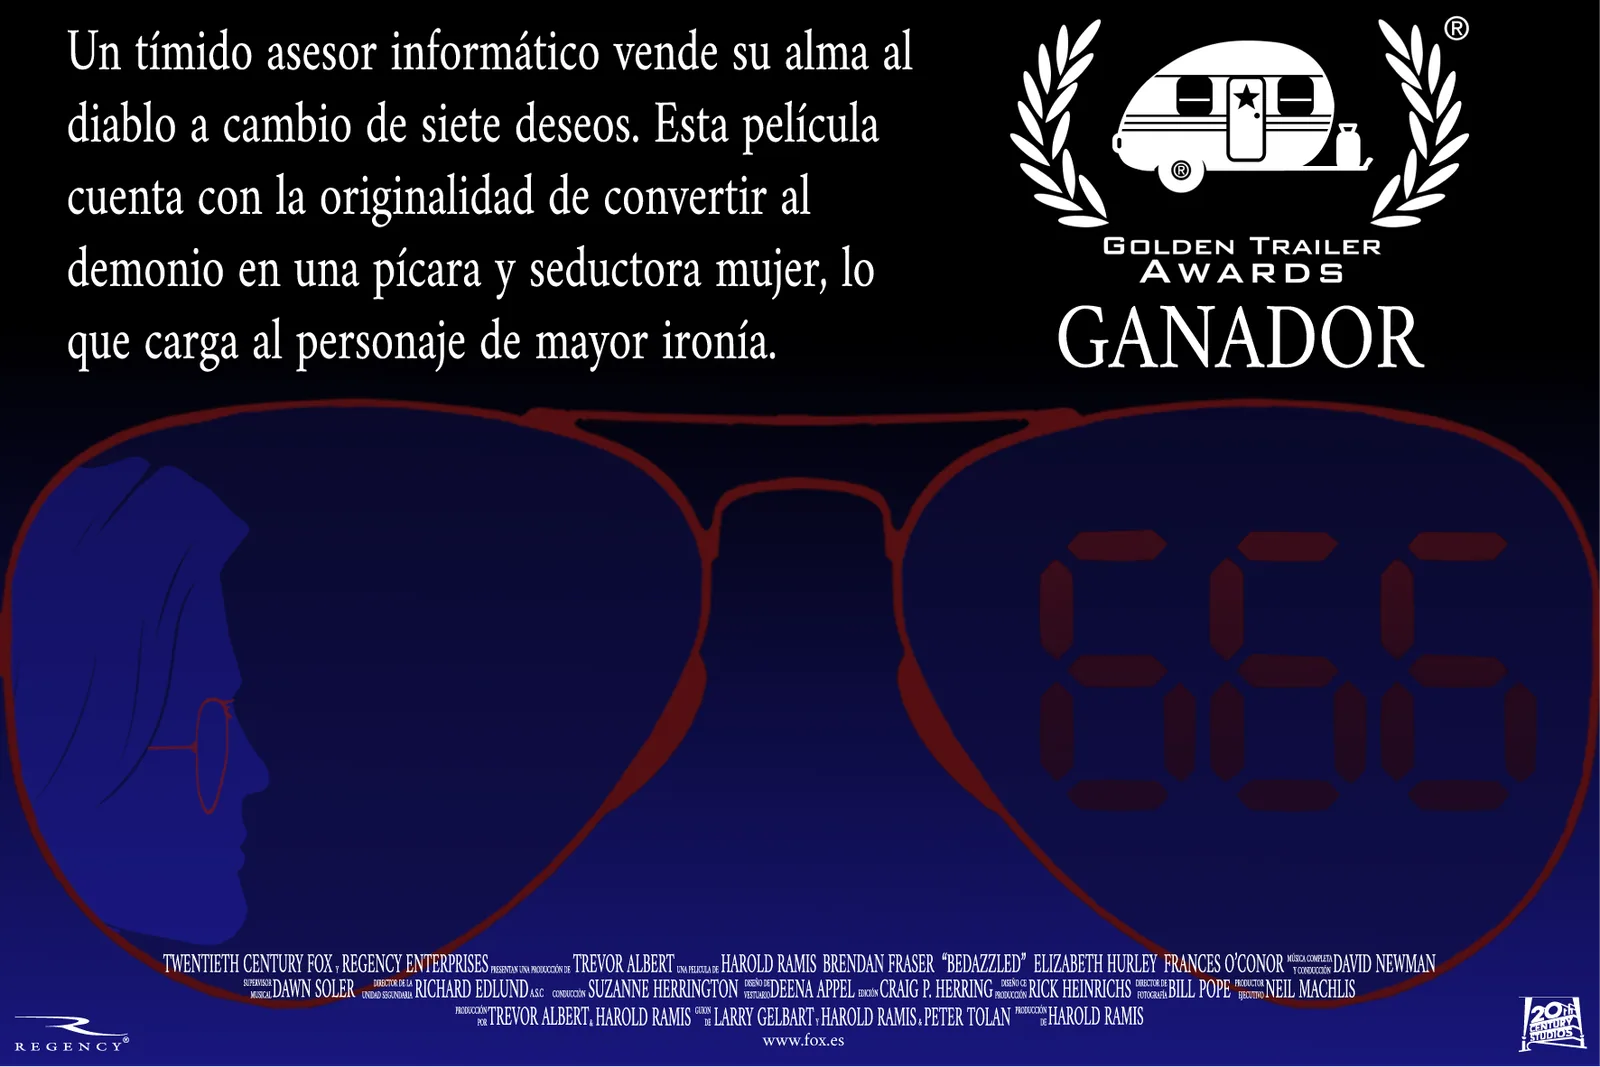 Un tímido asesor informático vende su alma al
diablo a cambio de siete deseos. Esta película
cuenta con la originalidad de convertir al
demonio en una pícara y seductora mujer, lo
que carga al personaje de mayor ironía.
®
®
GOLDEN TRAILER
AWARDS
GANADOR
666
TWENTIETH CENTURY FOX Y REGENCY ENTERPRISES PRESENTAN UNA PRODUCCIÓN DE TREVOR ALBERT UNA PELICULA DE HAROLD RAMIS BRENDAN FRASER “BEDAZZLED” ELIZABETH HURLEY FRANCES O'CONOR MÚSICA COMPLETA Y CONDUCCIÓN DAVID NEWMAN
SUPERVISOR MUSICAL DAWN SOLER DIRECTOR DE LA UNIDAD SEGUNDARIA RICHARD EDLUND A.S.C CONDUCCIÓN SUZANNE HERRINGTON DISEÑO DE VESTUARIO DEENA APPEL EDICIÓN CRAIG P. HERRING DISEÑO DE PRODUCCIÓN RICK HEINRICHS DIRECTOR DE FOTOGRAFÍA BILL POPE PRODUCTOR EJECUTIVO NEIL MACHLIS
PRODUCCIÓN POR TREVOR ALBERT & HAROLD RAMIS GUION DE LARRY GELBART Y HAROLD RAMIS & PETER TOLAN PRODUCCIÓN DE HAROLD RAMIS
www.fox.es
REGENCY®
20th CENTURY STUDIOS